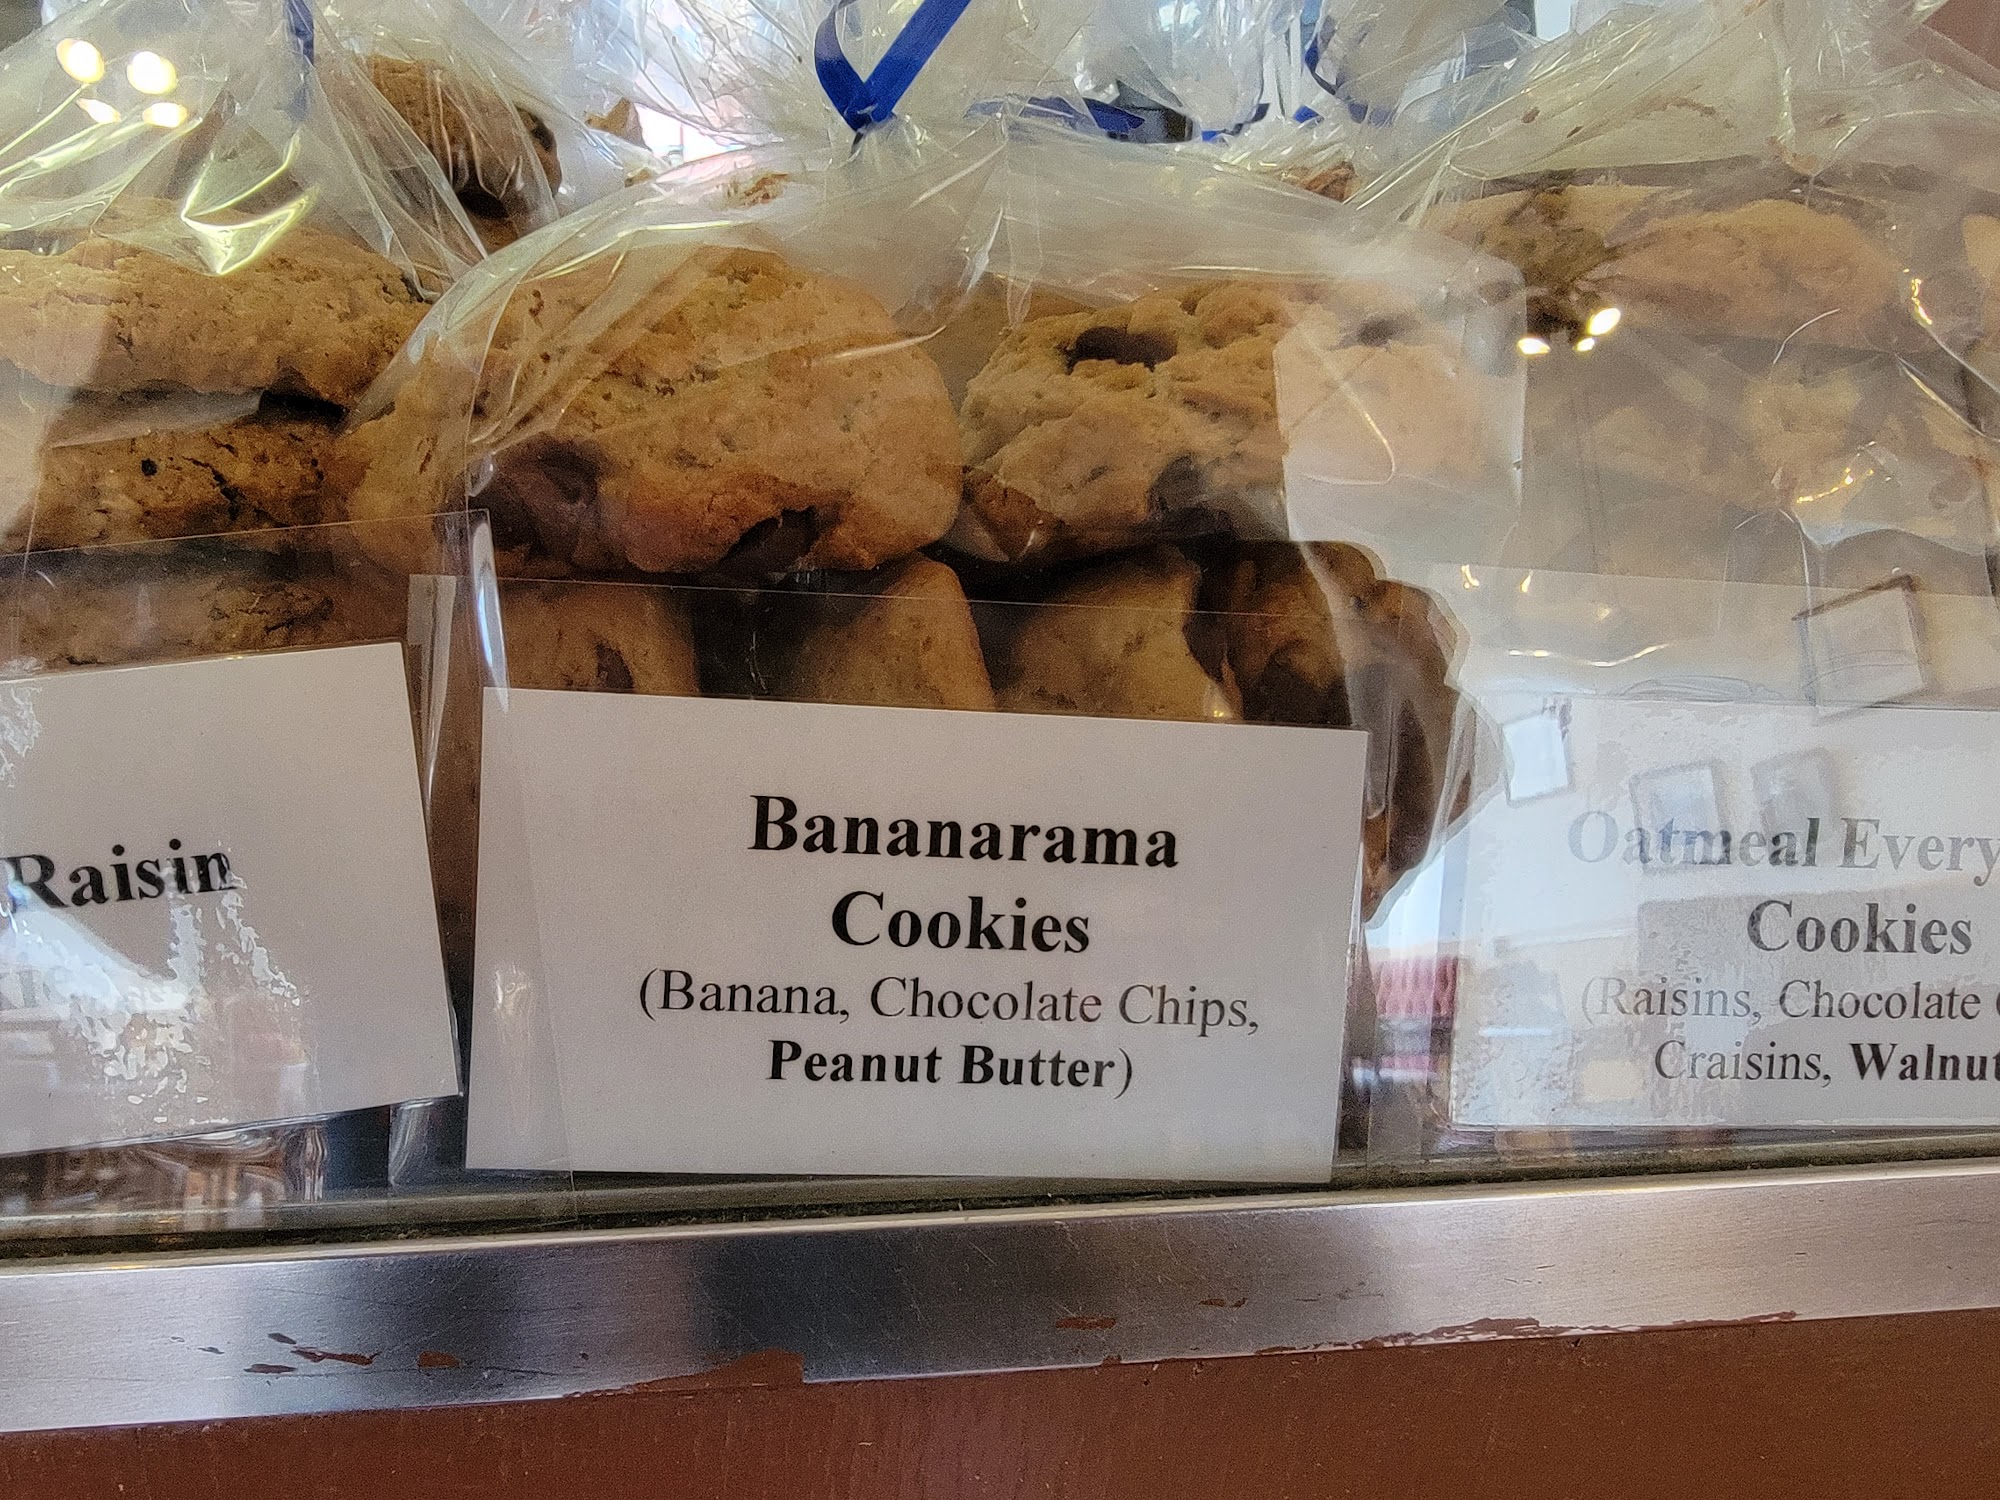 Raisin
Bananarama
Cookies
(Banana, Chocolate Chips,
Peanut Butter)
Oatmeal Every
Cookies
(Raisins, Chocolate
Craisins, Walnut